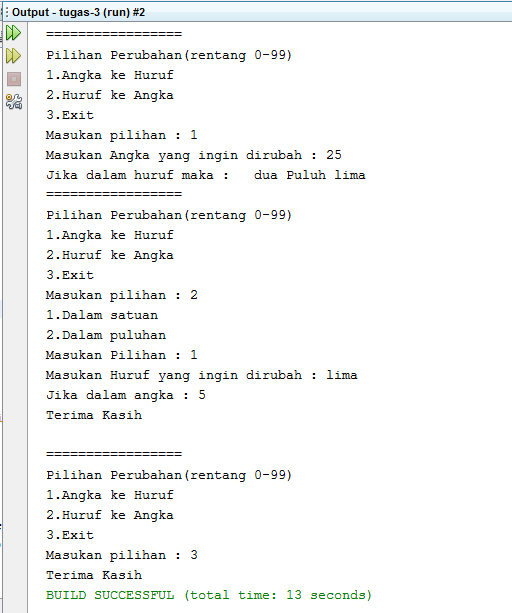 Output - tugas-3 (run) #2
=================
Pilihan Perubahan(rentang 0-99)
1.Angka ke Huruf
2.Huruf ke Angka
3.Exit
Masukan pilihan : 1
Masukan Angka yang ingin dirubah : 25
Jika dalam huruf maka :   dua Puluh lima
=================
Pilihan Perubahan(rentang 0-99)
1.Angka ke Huruf
2.Huruf ke Angka
3.Exit
Masukan pilihan : 2
1.Dalam satuan
2.Dalam puluhan
Masukan Pilihan : 1
Masukan Huruf yang ingin dirubah : lima
Jika dalam angka : 5
Terima Kasih
=================
Pilihan Perubahan(rentang 0-99)
1.Angka ke Huruf
2.Huruf ke Angka
3.Exit
Masukan pilihan : 3
Terima Kasih
BUILD SUCCESSFUL (total time: 13 seconds)